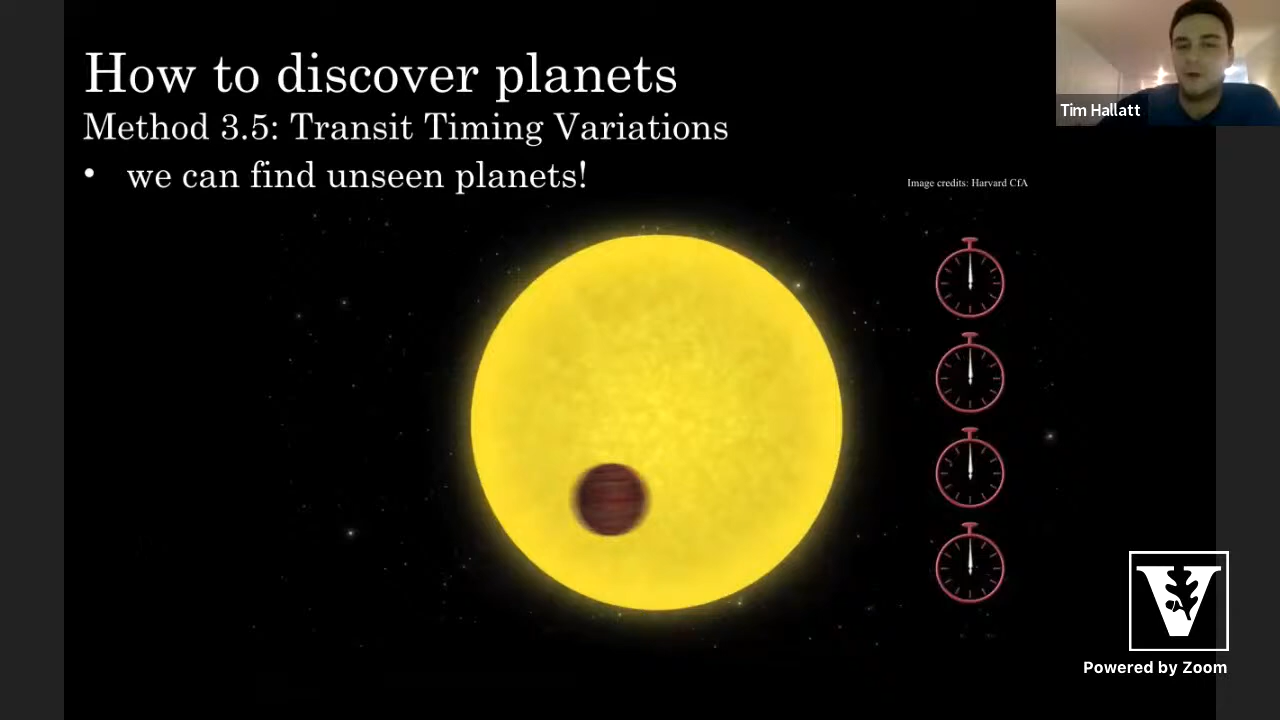 How to discover planets
Method 3.5: Transit Timing Variations
• we can find unseen planets!
Image credits: Harvard CfA
Tim Hallatt
V
Powered by Zoom